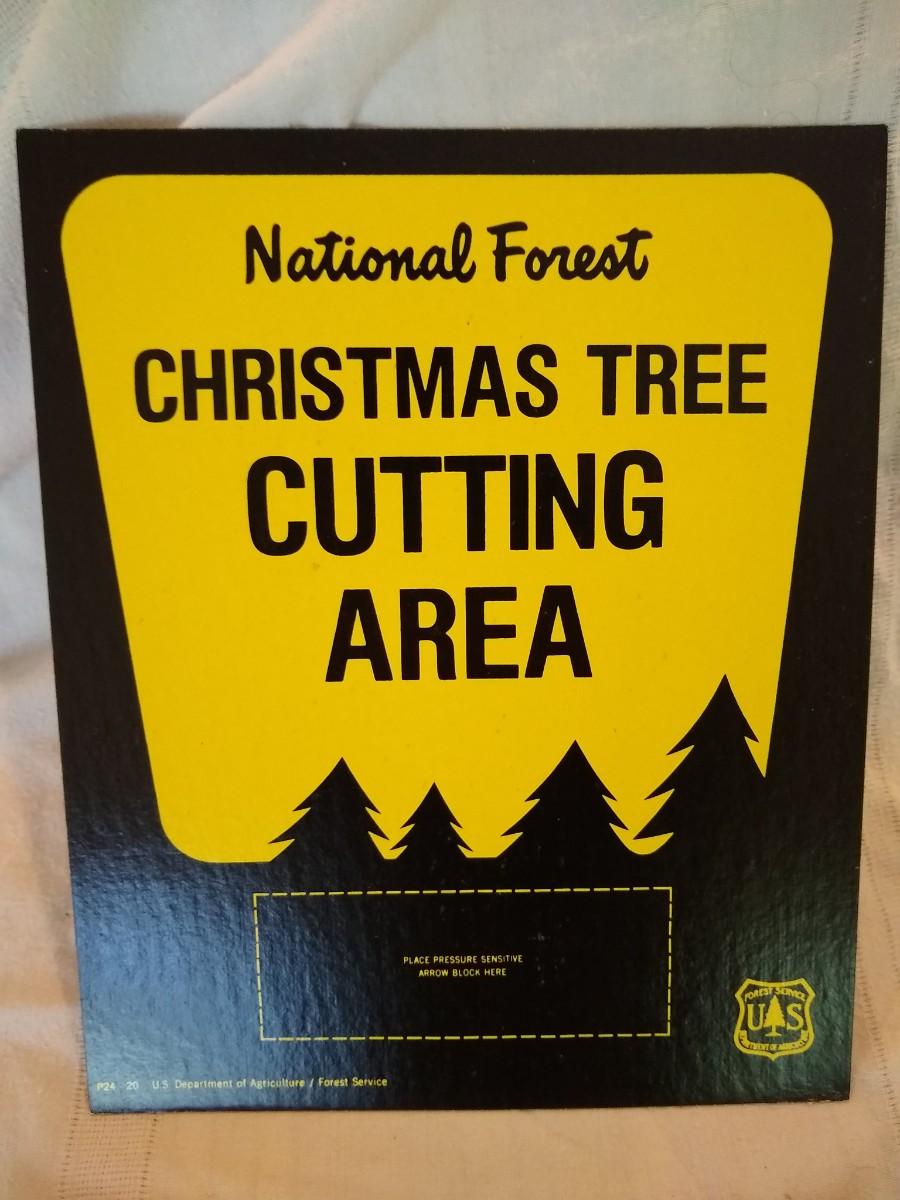 National Forest
CHRISTMAS TREE
CUTTING
AREA
PLACE PRESSURE SENSITIVE
ARROW BLOCK HERE
FOREST SERVICE
U S
DEPARTMENT OF AGRICULTURE
P24 20 U.S. Department of Agriculture / Forest Service